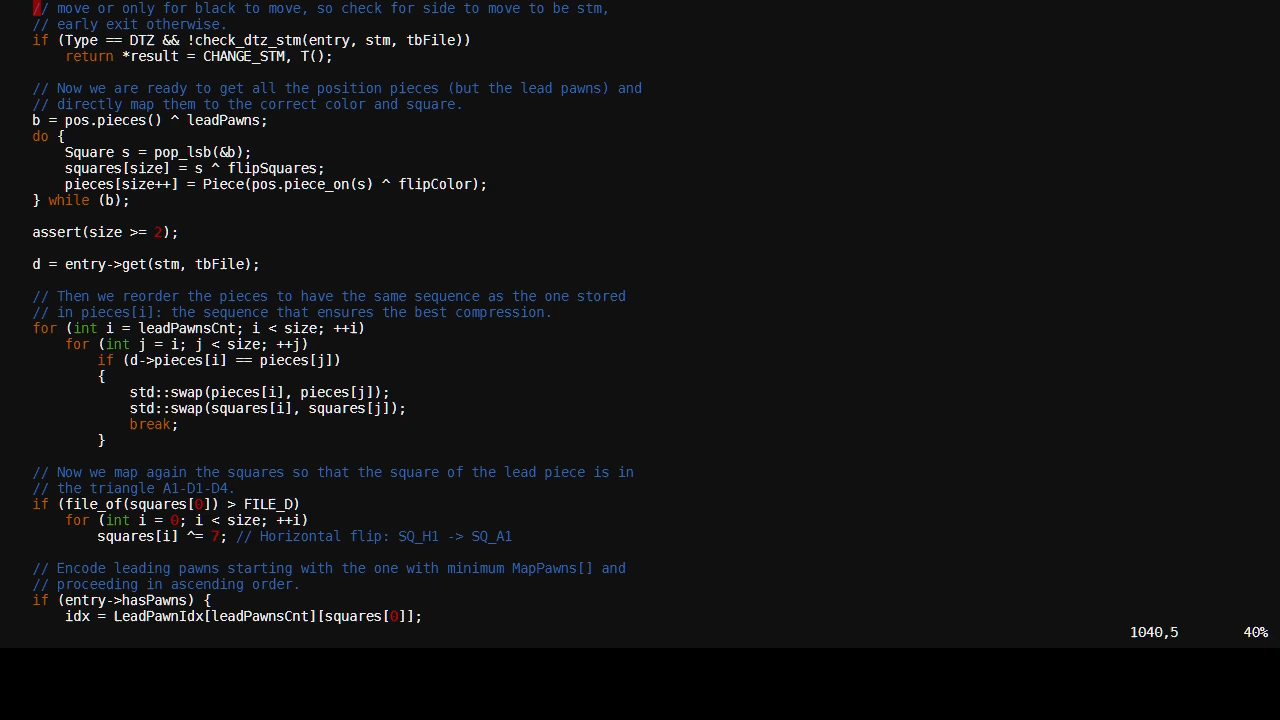 // move or only for black to move, so check for side to move to be stm,
// early exit otherwise.
if (Type == DTZ && !check_dtz_stm(entry, stm, tbFile))
    return *result = CHANGE_STM, T();

// Now we are ready to get all the position pieces (but the lead pawns) and
// directly map them to the correct color and square.
b = pos.pieces() ^ leadPawns;
do {
    Square s = pop_lsb(&b);
    squares[size] = s ^ flipSquares;
    pieces[size++] = Piece(pos.piece_on(s) ^ flipColor);
} while (b);

assert(size >= 2);

d = entry->get(stm, tbFile);

// Then we reorder the pieces to have the same sequence as the one stored
// in pieces[i]: the sequence that ensures the best compression.
for (int i = leadPawnsCnt; i < size; ++i)
    for (int j = i; j < size; ++j)
        if (d->pieces[i] == pieces[j])
        {
            std::swap(pieces[i], pieces[j]);
            std::swap(squares[i], squares[j]);
            break;
        }

// Now we map again the squares so that the square of the lead piece is in
// the triangle A1-D1-D4.
if (file_of(squares[0]) > FILE_D)
    for (int i = 0; i < size; ++i)
        squares[i] ^= 7; // Horizontal flip: SQ_H1 -> SQ_A1

// Encode leading pawns starting with the one with minimum MapPawns[] and
// proceeding in ascending order.
if (entry->hasPawns) {
    idx = LeadPawnIdx[leadPawnsCnt][squares[0]];
1040,5 40%